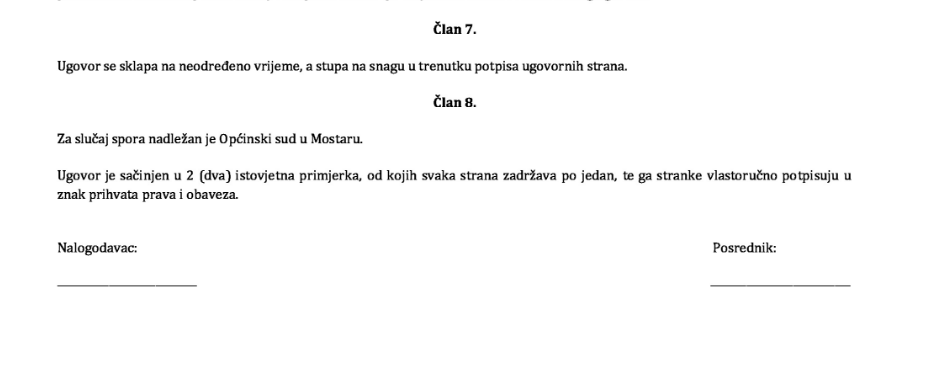 Član 7.
Ugovor se sklapa na neodređeno vrijeme, a stupa na snagu u trenutku potpisa ugovornih strana.
Član 8.
Za slučaj spora nadležan je Općinski sud u Mostaru.
Ugovor je sačinjen u 2 (dva) istovjetna primjerka, od kojih svaka strana zadržava po jedan, te ga stranke vlastoručno potpisuju u
znak prihvata prava i obaveza.
Nalogodavac: Posrednik: